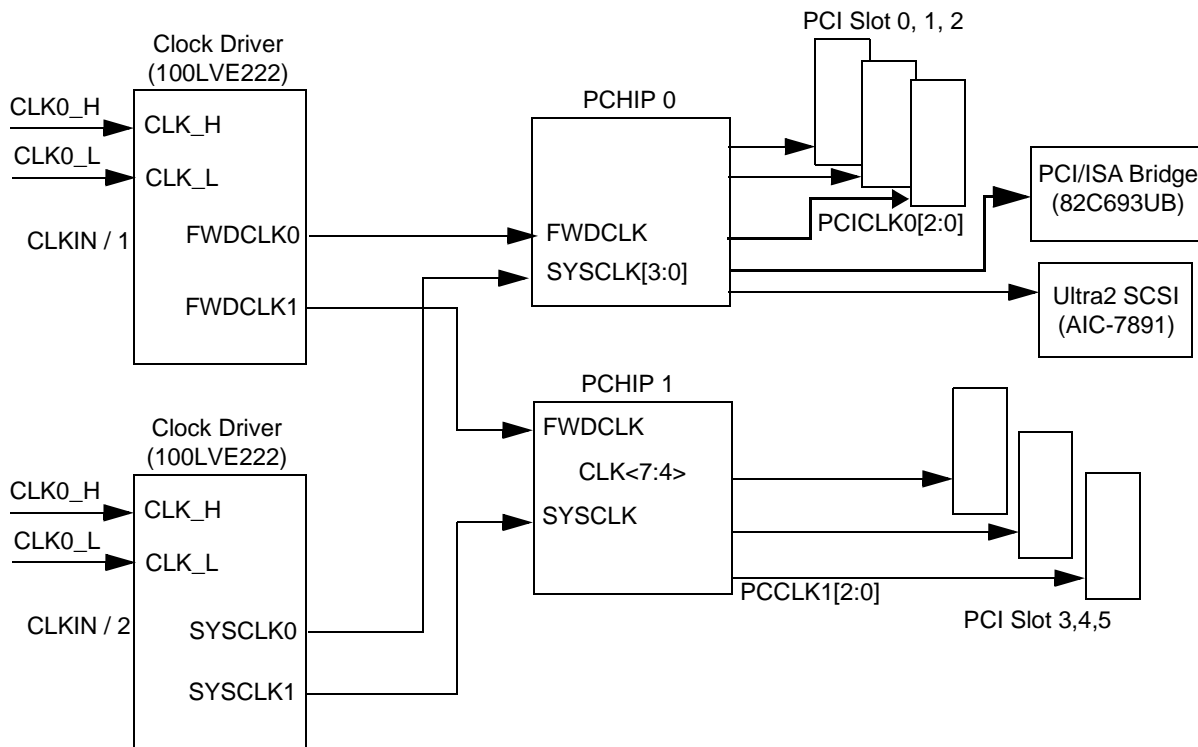 PCI Slot 0, 1, 2
Clock Driver
(100LVE222)
PCHIP 0
CLK0_H
CLK_H
CLK0_L
CLK_L
PCI/ISA Bridge
(82C693UB)
CLKIN / 1
FWDCLK0
FWDCLK
PCICLK0[2:0]
SYSCLK[3:0]
FWDCLK1
Ultra2 SCSI
(AIC-7891)
PCHIP 1
Clock Driver
(100LVE222)
FWDCLK
CLK<7:4>
CLK0_H
CLK_H
SYSCLK
CLK0_L
CLK_L
PCCLK1[2:0]
CLKIN / 2
SYSCLK0
PCI Slot 3,4,5
SYSCLK1